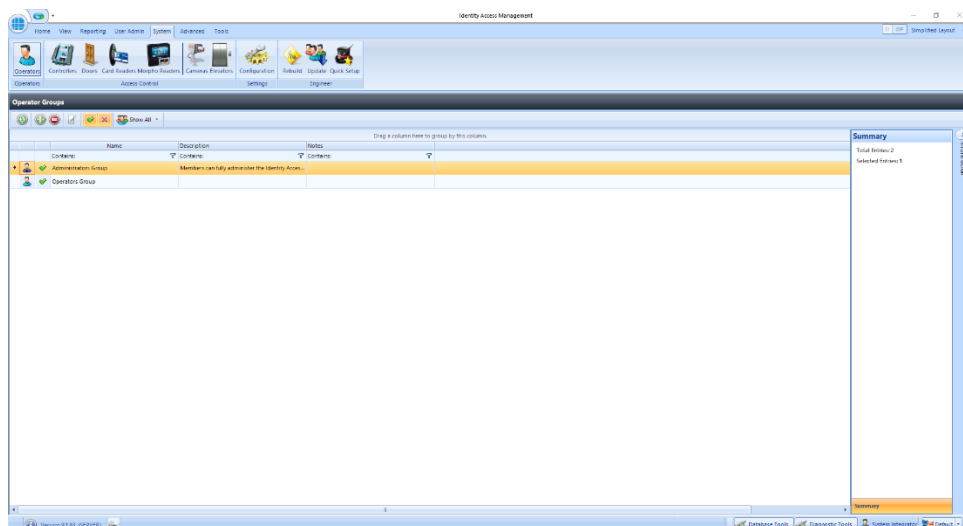 Identity Access Management
Home View Reporting User Admin System Advanced Tools
Simplified Layout
Operators Controllers Doors Card Readers Morpho Readers Cameras Elevators Configuration Rebuild Update Quick Setup
Operators Access Control Settings Engineer
Operator Groups
Show All
Drag a column here to group by this column.
Name Description Notes
Contains: Contains: Contains:
Administrators Group Members can fully administer the Identity Acces...
Operators Group
Summary
Total Entries: 2
Selected Entries: 1
Summary
Database Tools Diagnostic Tools System Integrator Default